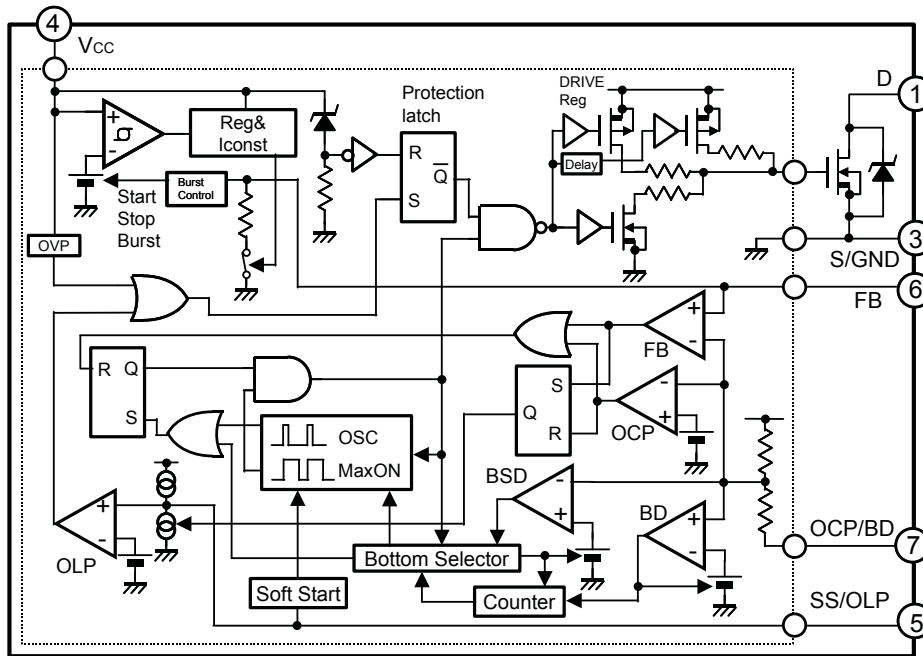 4
VCC
D
1
DRIVE
Reg
Protection
latch
Reg&
Iconst
+
-
R
Q
S
Delay
Burst
Control
Start
Stop
Burst
OVP
3
S/GND
6
FB
+
-
FB
R
Q
S
S
Q
R
-
+
OCP
OSC
MaxON
BSD
-
+
BD
+
-
+
-
OLP
Bottom Selector
OCP/BD
7
Soft Start
Counter
SS/OLP
5